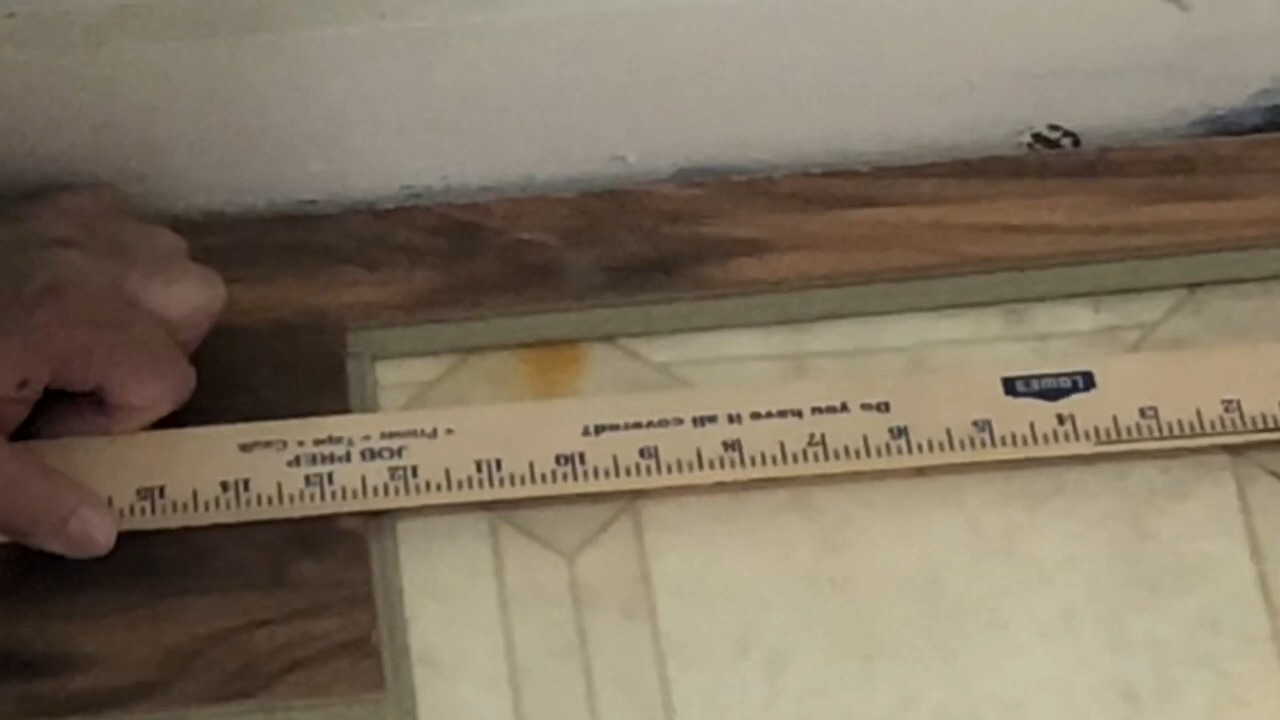 LOWE'S
Do you have it all covered?
JOB PREP
• Primer • Tape • Caulk
2 3 4 5 6 7 8 9 10 11 12 13 14 15